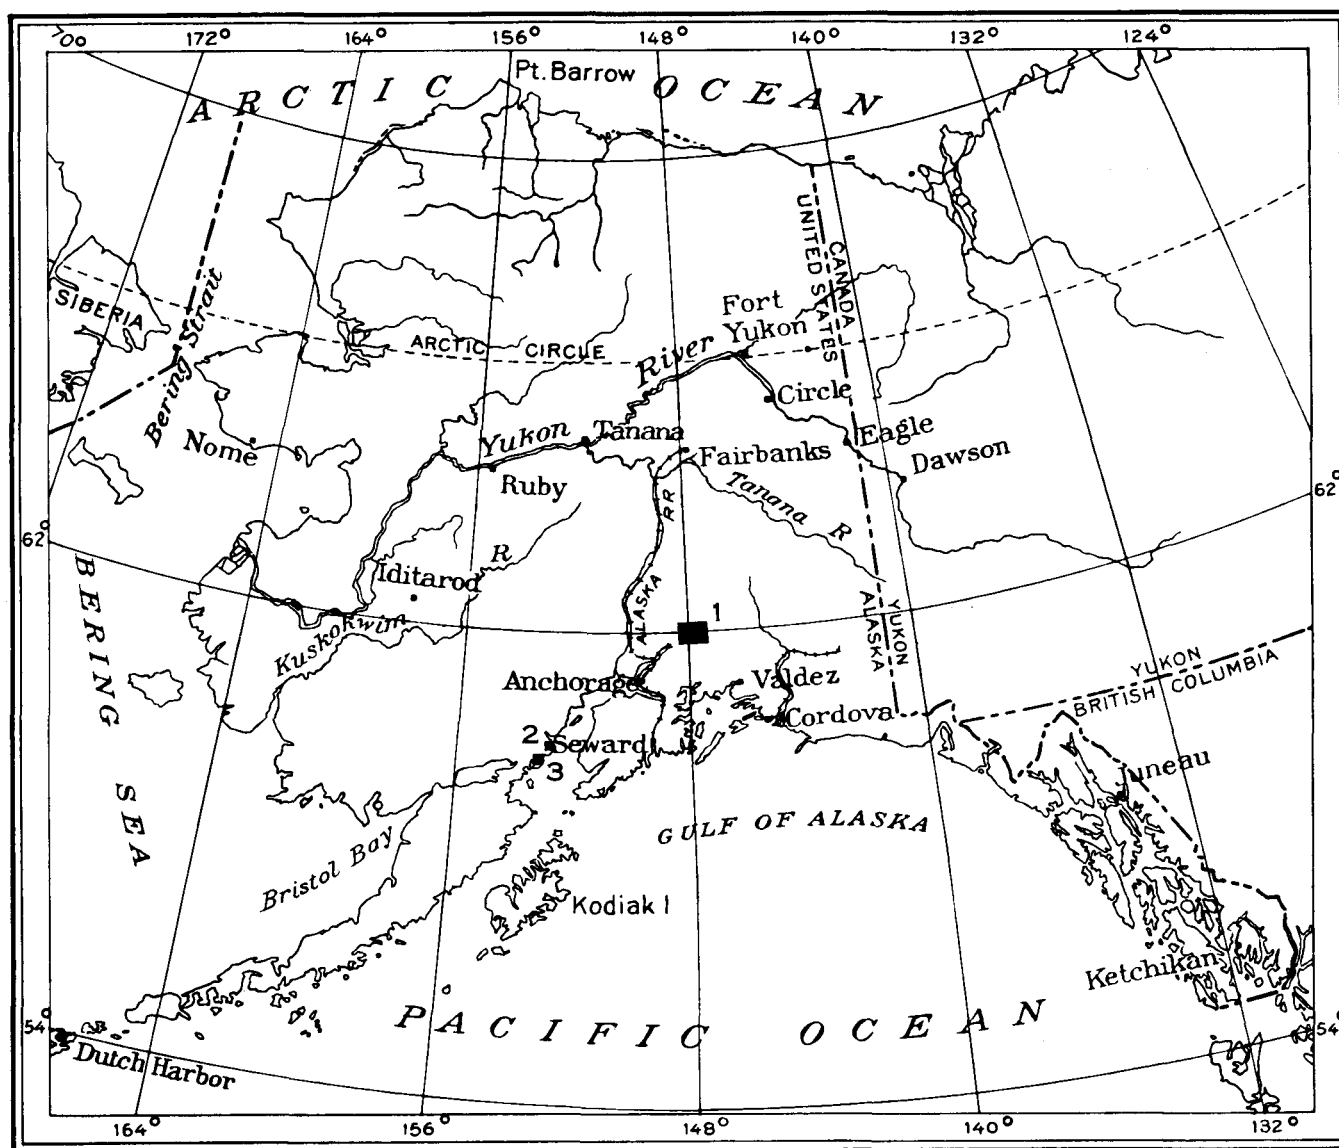 70°
172°
164°
156°
148°
140°
132°
124°
Pt. Barrow
ARCTIC OCEAN
UNITED STATES
CANADA
SIBERIA
Bering Strait
ARCTIC CIRCLE
Fort
Yukon
Yukon River
Circle
Nome
Tanana
Eagle
Fairbanks
Dawson
Ruby
Tanana R
RR
62°
62°
Iditarod
R
Kuskokwim
ALASKA
1
ALASKA
YUKON
YUKON
BRITISH COLUMBIA
BERING SEA
Anchorage
Valdez
Cordova
2
Seward
3
Juneau
GULF OF ALASKA
Bristol Bay
Kodiak I
Ketchikan
54°
PACIFIC OCEAN
54°
Dutch Harbor
164°
156°
148°
140°
132°